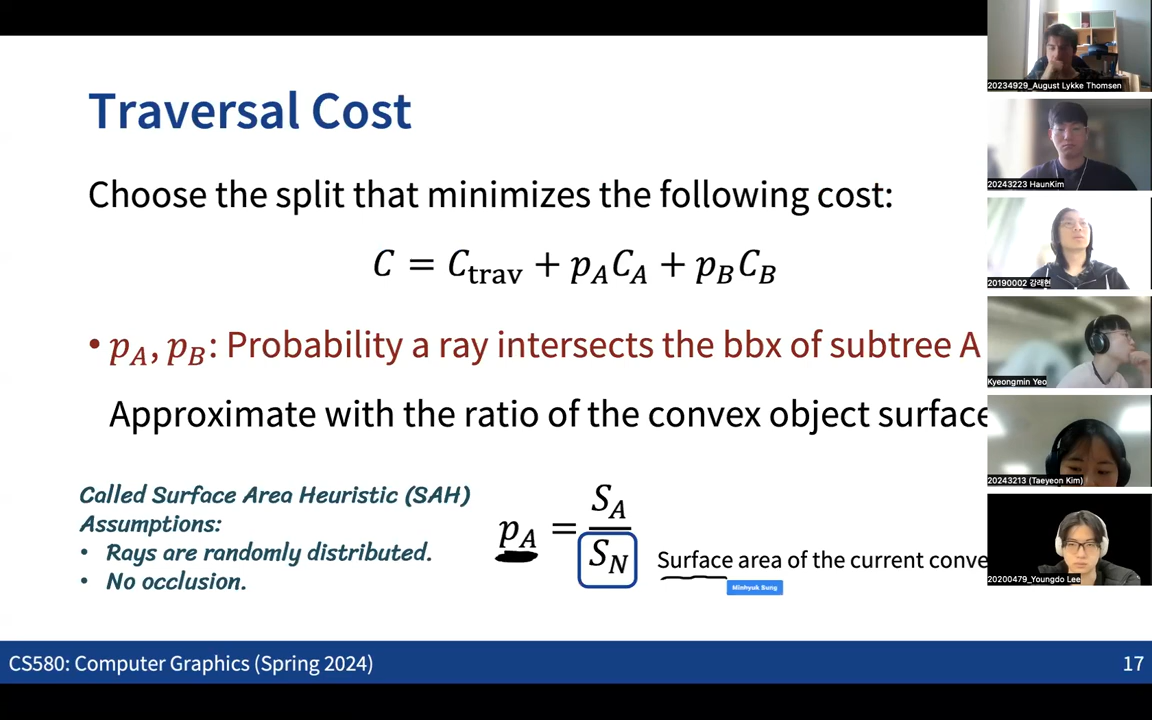 Traversal Cost
Choose the split that minimizes the following cost:
C = C_trav + p_A C_A + p_B C_B
• p_A, p_B: Probability a ray intersects the bbx of subtree A
Approximate with the ratio of the convex object surface
Called Surface Area Heuristic (SAH)
Assumptions:
• Rays are randomly distributed.
• No occlusion.
p_A = S_A / S_N
Surface area of the current conve
Minhyuk Sung
CS580: Computer Graphics (Spring 2024)
17
20234929_August Lykke Thomsen
20243223 HaunKim
20190002 강래현
Kyeongmin Yeo
20243213 (Taeyeon Kim)
20200479_Youngdo Lee